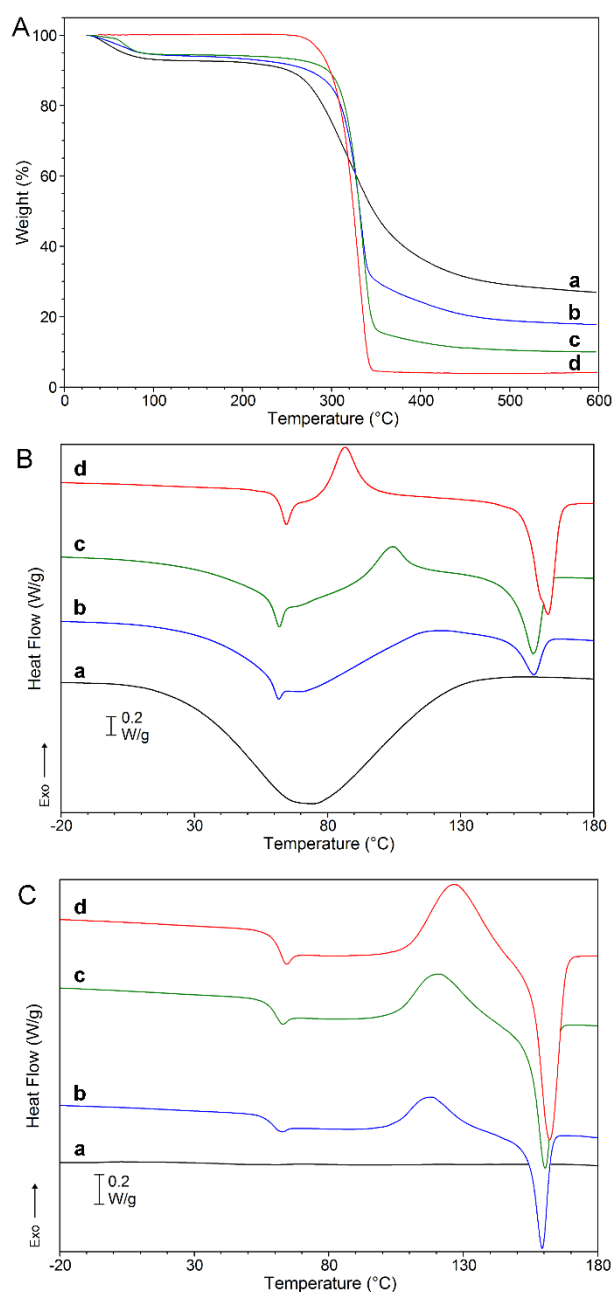 A
100
80
60
40
20
0
Weight (%)
a
b
c
d
0 100 200 300 400 500 600
Temperature (°C)
B
d
c
b
a
Heat Flow (W/g)
0.2
W/g
Exo
-20 30 80 130 180
Temperature (°C)
C
d
c
b
a
Heat Flow (W/g)
0.2
W/g
Exo
-20 30 80 130 180
Temperature (°C)